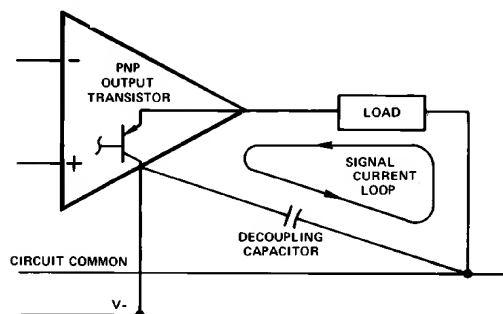 −
PNP
OUTPUT
TRANSISTOR
LOAD
+
SIGNAL
CURRENT
LOOP
DECOUPLING
CAPACITOR
CIRCUIT COMMON
V-